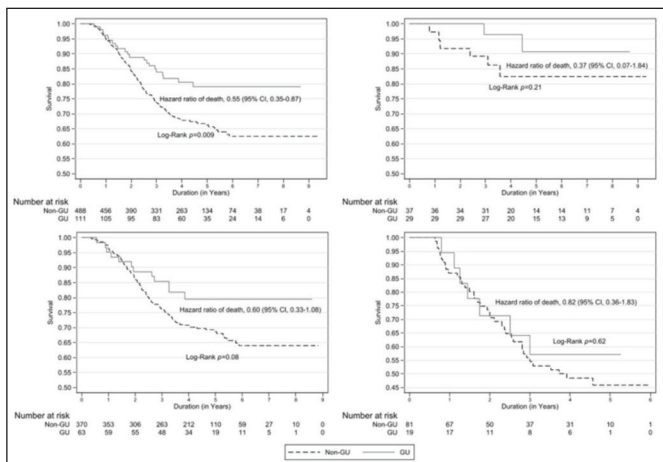 1.00
0.95
0.90
0.85
0.80
0.75
0.70
0.65
0.60
0.55
0.50
Survival
Hazard ratio of death, 0.55 (95% CI, 0.35-0.87)
Log-Rank p=0.009
0 1 2 3 4 5 6 7 8 9
Duration (in Years)
Number at risk
Non-GU 488 456 390 331 263 134 74 38 17 4
GU 111 105 95 83 60 35 24 14 6 0
1.00
0.95
0.90
0.85
0.80
0.75
0.70
0.65
0.60
0.55
0.50
Survival
Hazard ratio of death, 0.37 (95% CI, 0.07-1.84)
Log-Rank p=0.21
0 1 2 3 4 5 6 7 8 9
Duration (in Years)
Number at risk
Non-GU 37 36 34 31 20 14 14 11 7 4
GU 29 29 29 27 20 15 13 9 5 0
1.00
0.95
0.90
0.85
0.80
0.75
0.70
0.65
0.60
0.55
0.50
Survival
Hazard ratio of death, 0.60 (95% CI, 0.33-1.08)
Log-Rank p=0.08
0 1 2 3 4 5 6 7 8 9
Duration (in Years)
Number at risk
Non-GU 370 353 306 263 212 110 59 27 10 0
GU 63 59 55 48 34 19 11 5 1 0
1.00
0.95
0.90
0.85
0.80
0.75
0.70
0.65
0.60
0.55
0.50
0.45
Survival
Hazard ratio of death, 0.82 (95% CI, 0.36-1.83)
Log-Rank p=0.62
0 1 2 3 4 5 6
Duration (in Years)
Number at risk
Non-GU 81 67 50 37 31 10 1
GU 19 17 11 8 6 1 0
Non-GU GU